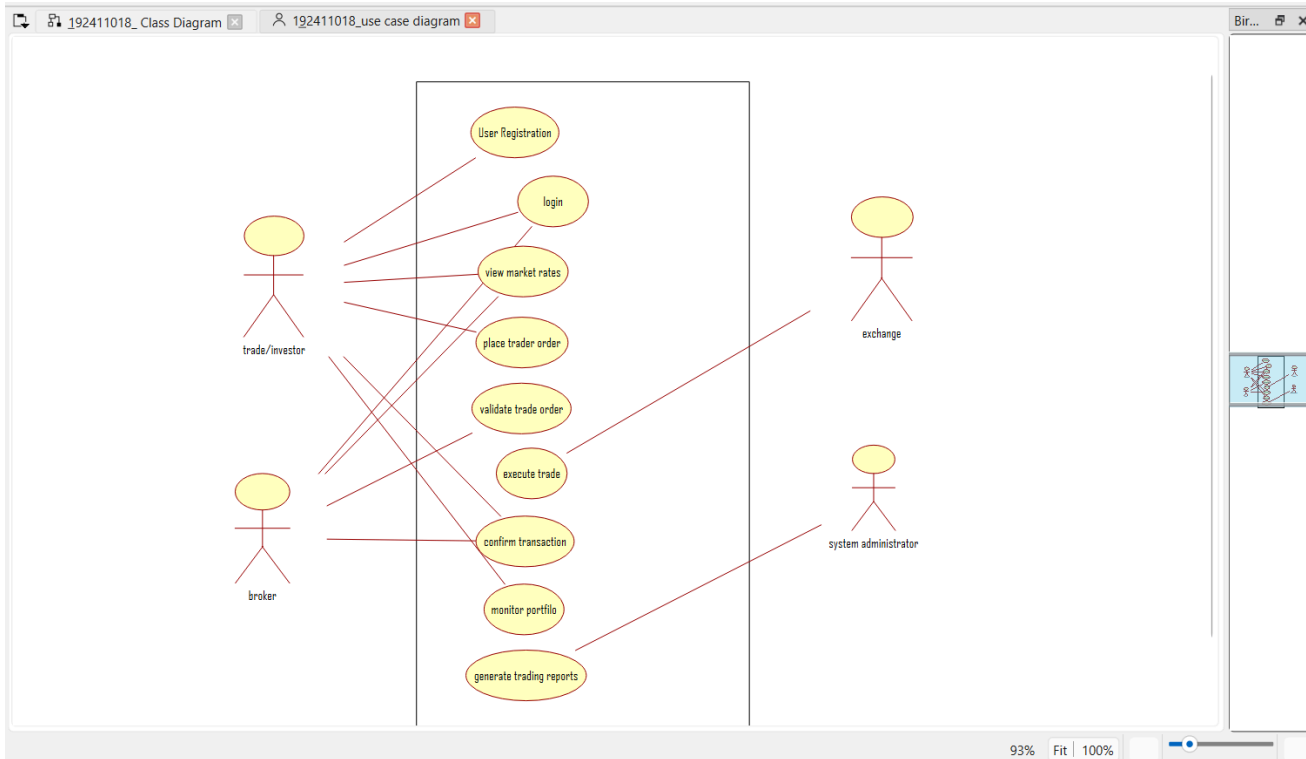 192411018_ Class Diagram
192411018_use case diagram
Bir...
User Registration
login
view market rates
trade/investor
place trader order
exchange
validate trade order
execute trade
confirm transaction
system administrator
broker
monitor portfilo
generate trading reports
93% Fit 100%